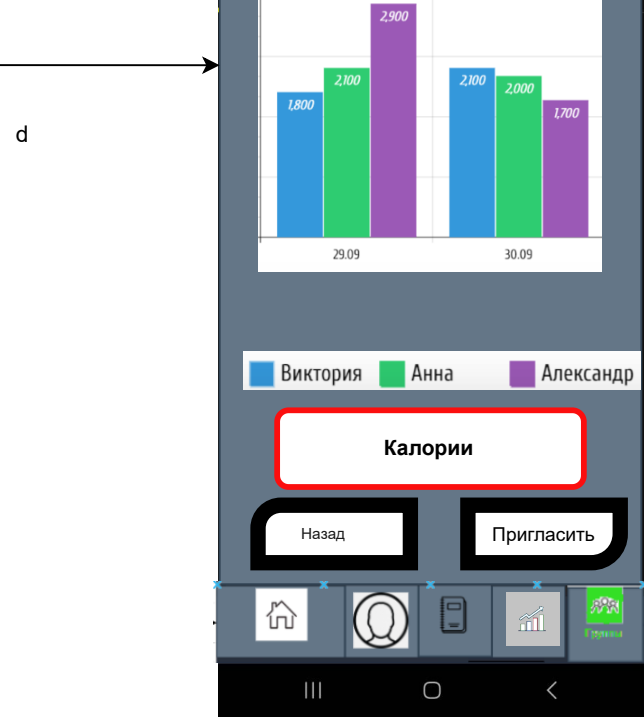 2,900
2,100
1,800
2,100
2,000
1,700
d
29.09
30.09
Виктория Анна Александр
Калории
Назад
Пригласить
Группы